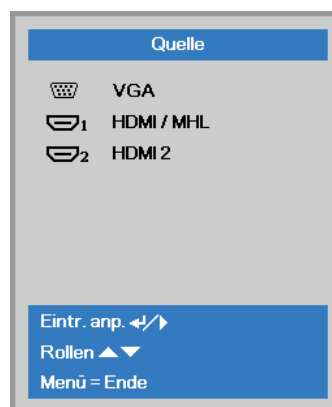 Quelle
VGA
1 HDMI / MHL
2 HDMI 2
Eintr. anp. ↵/▶
Rollen ▲▼
Menü = Ende